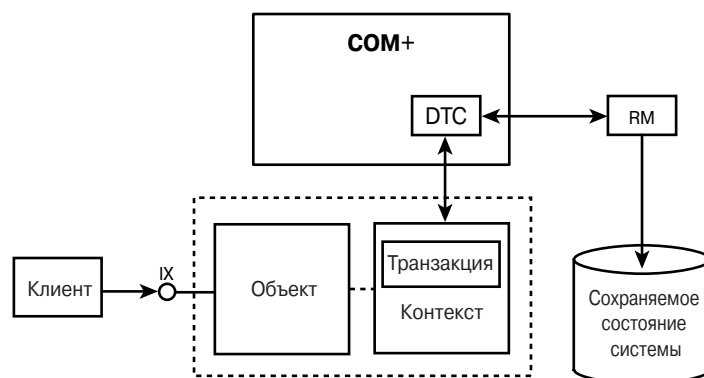 COM+
DTC
RM
IX
Клиент
Объект
Транзакция
Контекст
Сохраняемое
состояние
системы